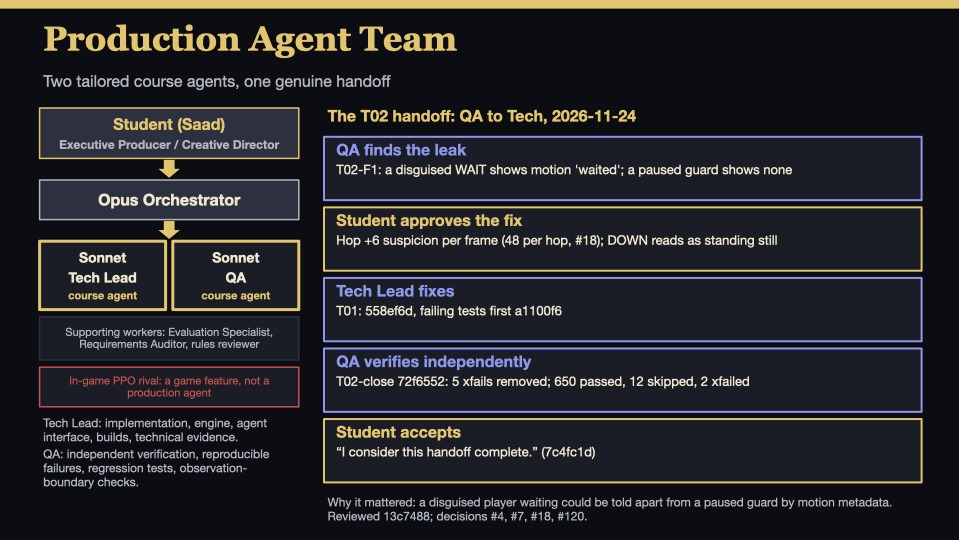 Production Agent Team
Two tailored course agents, one genuine handoff
Student (Saad)
Executive Producer / Creative Director
Opus Orchestrator
Sonnet
Tech Lead
course agent
Sonnet
QA
course agent
Supporting workers: Evaluation Specialist,
Requirements Auditor, rules reviewer
In-game PPO rival: a game feature, not a
production agent
Tech Lead: implementation, engine, agent
interface, builds, technical evidence.
QA: independent verification, reproducible
failures, regression tests, observation-
boundary checks.
The T02 handoff: QA to Tech, 2026-11-24
QA finds the leak
T02-F1: a disguised WAIT shows motion 'waited'; a paused guard shows none
Student approves the fix
Hop +6 suspicion per frame (48 per hop, #18); DOWN reads as standing still
Tech Lead fixes
T01: 558ef6d, failing tests first a1100f6
QA verifies independently
T02-close 72f6552: 5 xfails removed; 650 passed, 12 skipped, 2 xfailed
Student accepts
“I consider this handoff complete.” (7c4fc1d)
Why it mattered: a disguised player waiting could be told apart from a paused guard by motion metadata.
Reviewed 13c7488; decisions #4, #7, #18, #120.